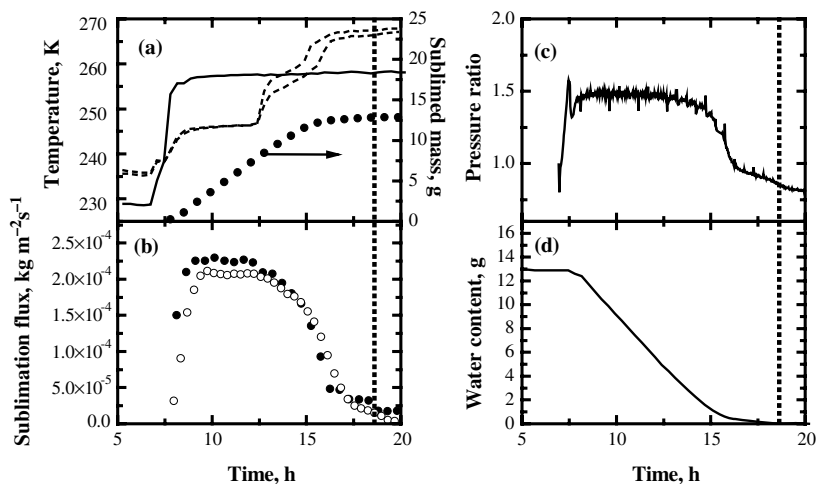 (a)
Temperature, K
270
260
250
240
230
25
20
15
10
5
0
Sublimed mass, g
(b)
Sublimation flux, kg m⁻²s⁻¹
2.5×10⁻⁴
2.0×10⁻⁴
1.5×10⁻⁴
1.0×10⁻⁴
5.0×10⁻⁵
0.0
5 10 15 20
Time, h
(c)
Pressure ratio
2.0
1.5
1.0
(d)
Water content, g
16
14
12
10
8
6
4
2
0
5 10 15 20
Time, h